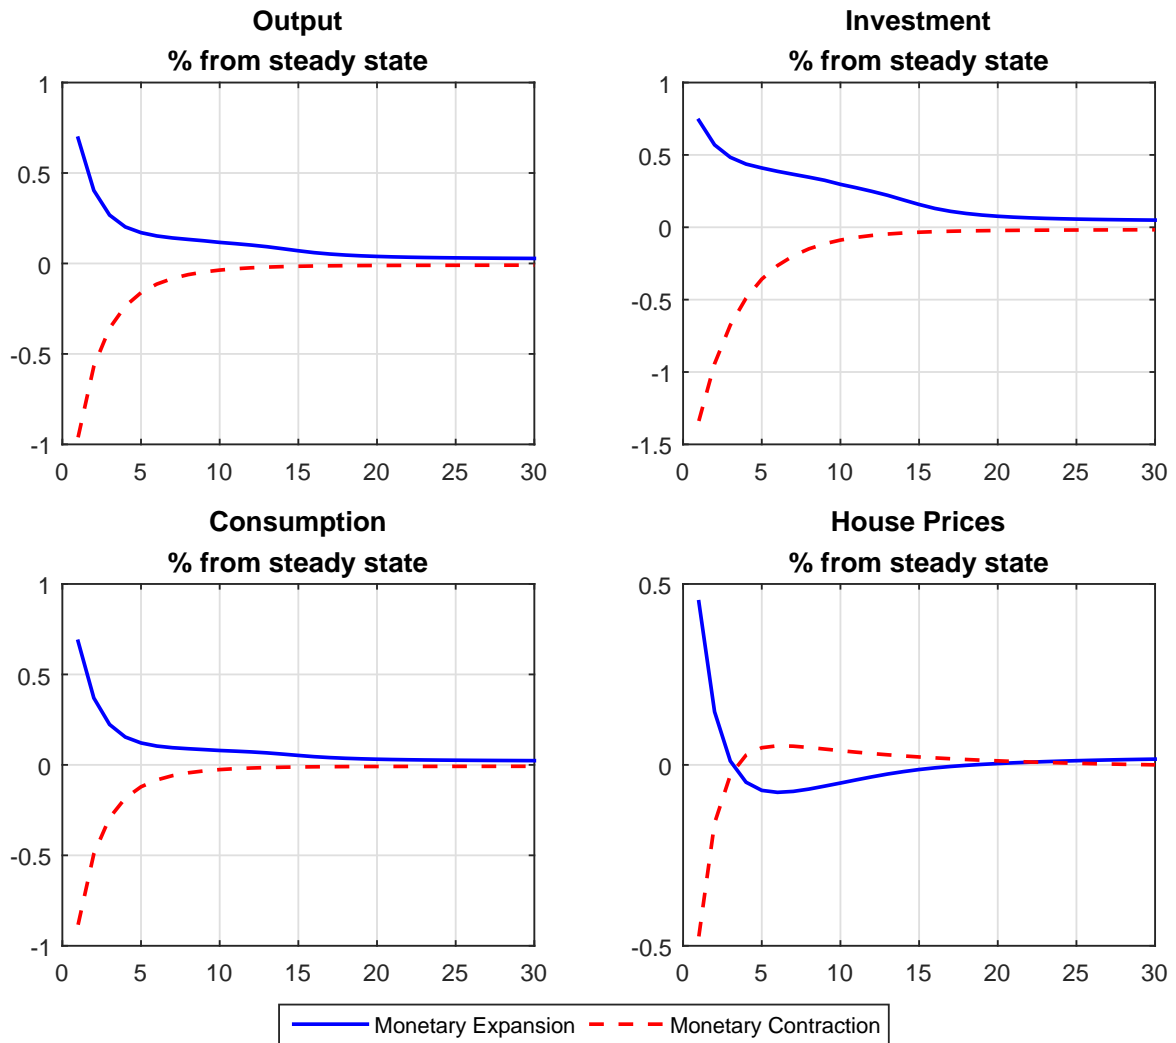 Output
% from steady state
1
0.5
0
-0.5
-1
0 5 10 15 20 25 30
Investment
% from steady state
1
0.5
0
-0.5
-1
-1.5
0 5 10 15 20 25 30
Consumption
% from steady state
1
0.5
0
-0.5
-1
0 5 10 15 20 25 30
House Prices
% from steady state
0.5
0
-0.5
0 5 10 15 20 25 30
Monetary Expansion Monetary Contraction